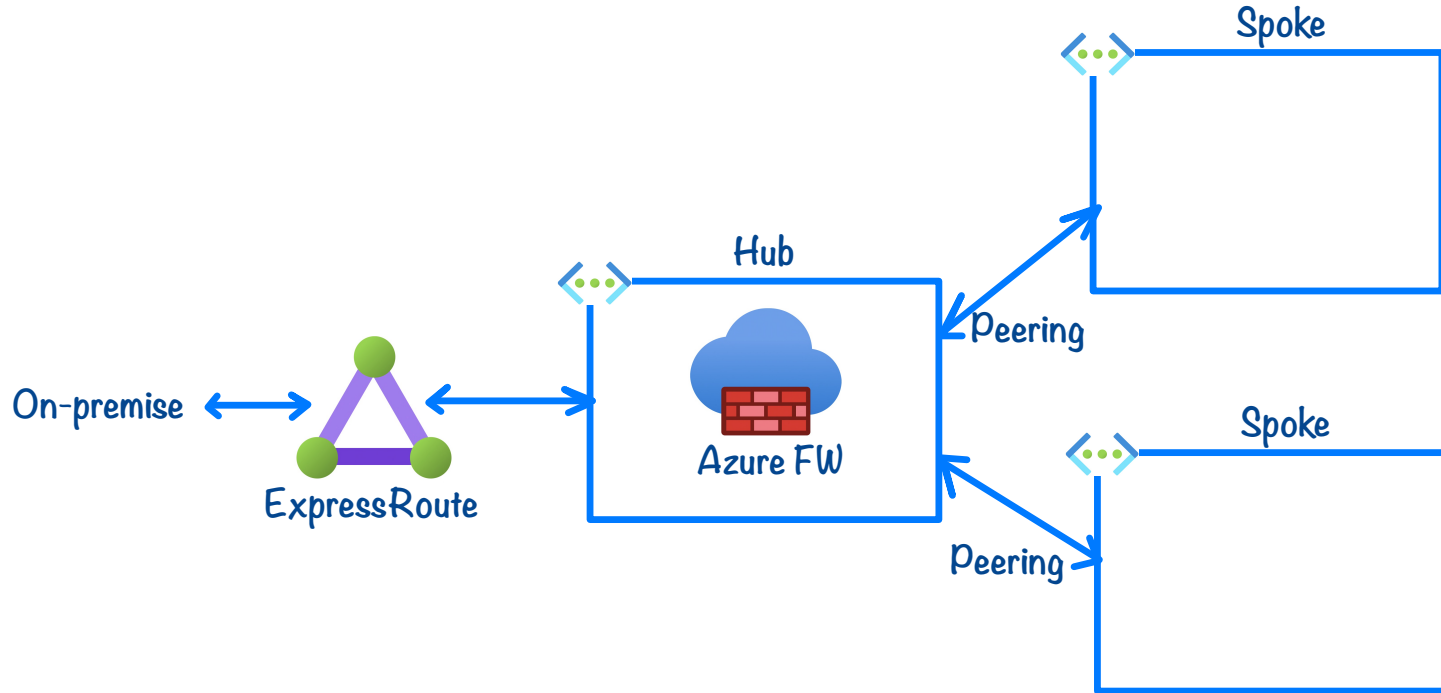 Spoke
Hub
Peering
On-premise
Azure FW
Spoke
ExpressRoute
Peering